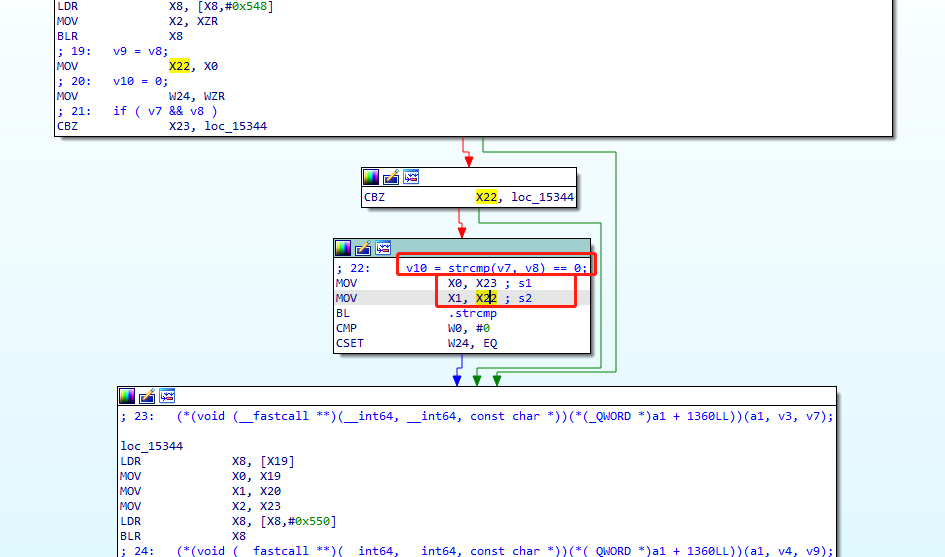 LDR X8, [X8,#0x548]
MOV X2, XZR
BLR X8
; 19: v9 = v8;
MOV X22, X0
; 20: v10 = 0;
MOV W24, WZR
; 21: if ( v7 && v8 )
CBZ X23, loc_15344
CBZ X22, loc_15344
; 22: v10 = strcmp(v7, v8) == 0;
MOV X0, X23 ; s1
MOV X1, X22 ; s2
BL .strcmp
CMP W0, #0
CSET W24, EQ
; 23: (*(void (__fastcall **)(__int64, __int64, const char *))(*(_QWORD *)a1 + 1360LL))(a1, v3, v7);
loc_15344
LDR X8, [X19]
MOV X0, X19
MOV X1, X20
MOV X2, X23
LDR X8, [X8,#0x550]
BLR X8
; 24: (*(void (__fastcall **)(__int64, __int64, const char *))(*(_QWORD *)a1 + 1360LL))(a1, v4, v9);